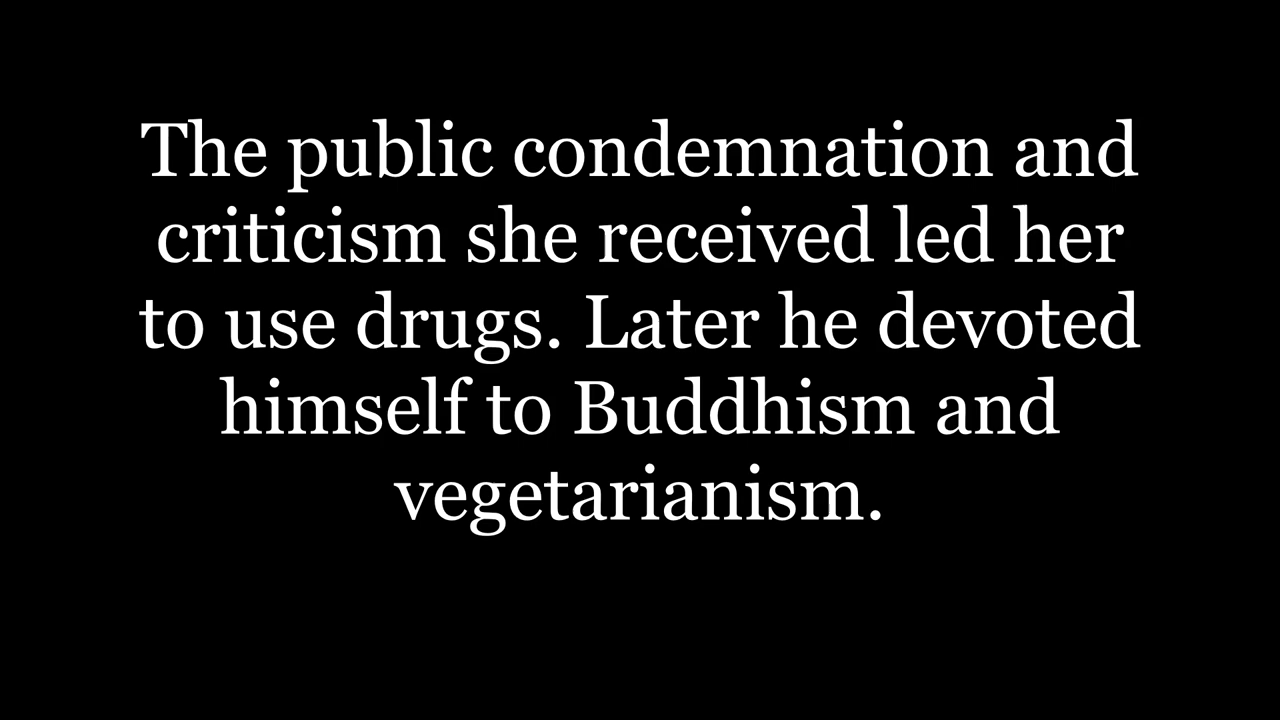 The public condemnation and
criticism she received led her
to use drugs. Later he devoted
himself to Buddhism and
vegetarianism.